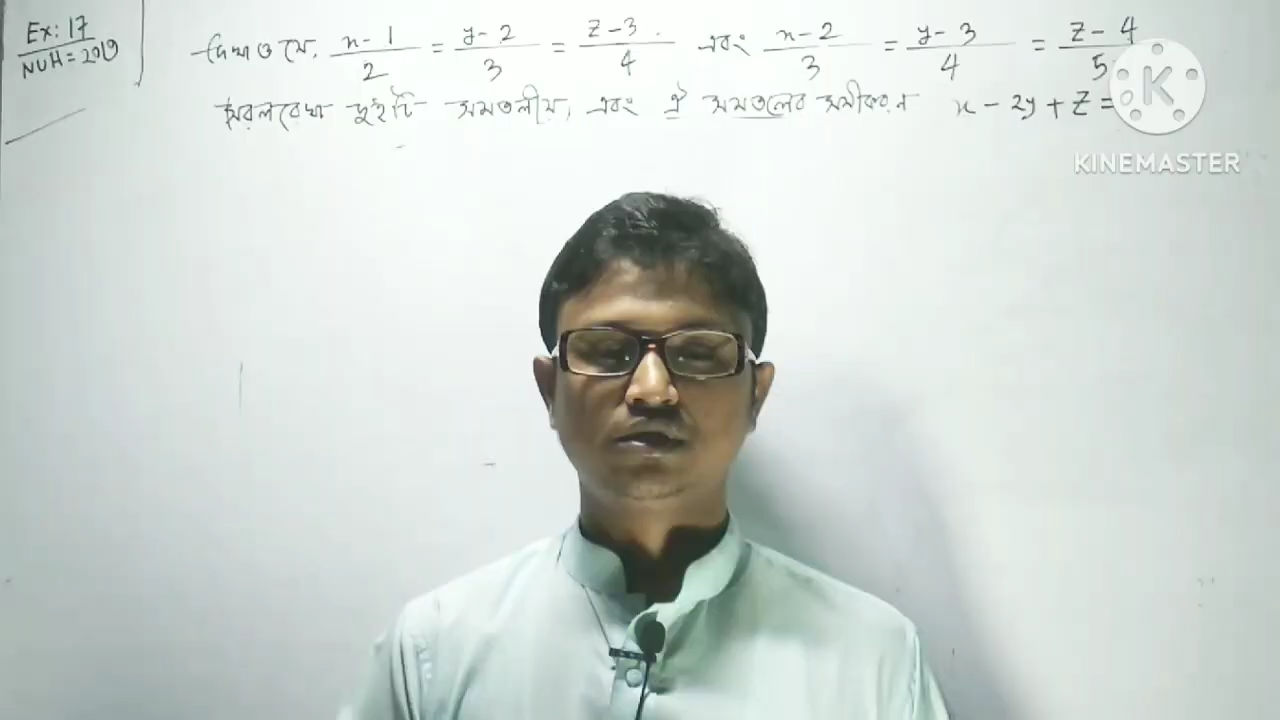 Ex: 17
NUH = 2010
দেখাও যে, x-1/2 = y-2/3 = z-3/4 এবং x-2/3 = y-3/4 = z-4/5
সরলরেখা দুইটি সমতলীয়, এবং ঐ সমতলের সমীকরণ x - 2y + z =
K
KINEMASTER